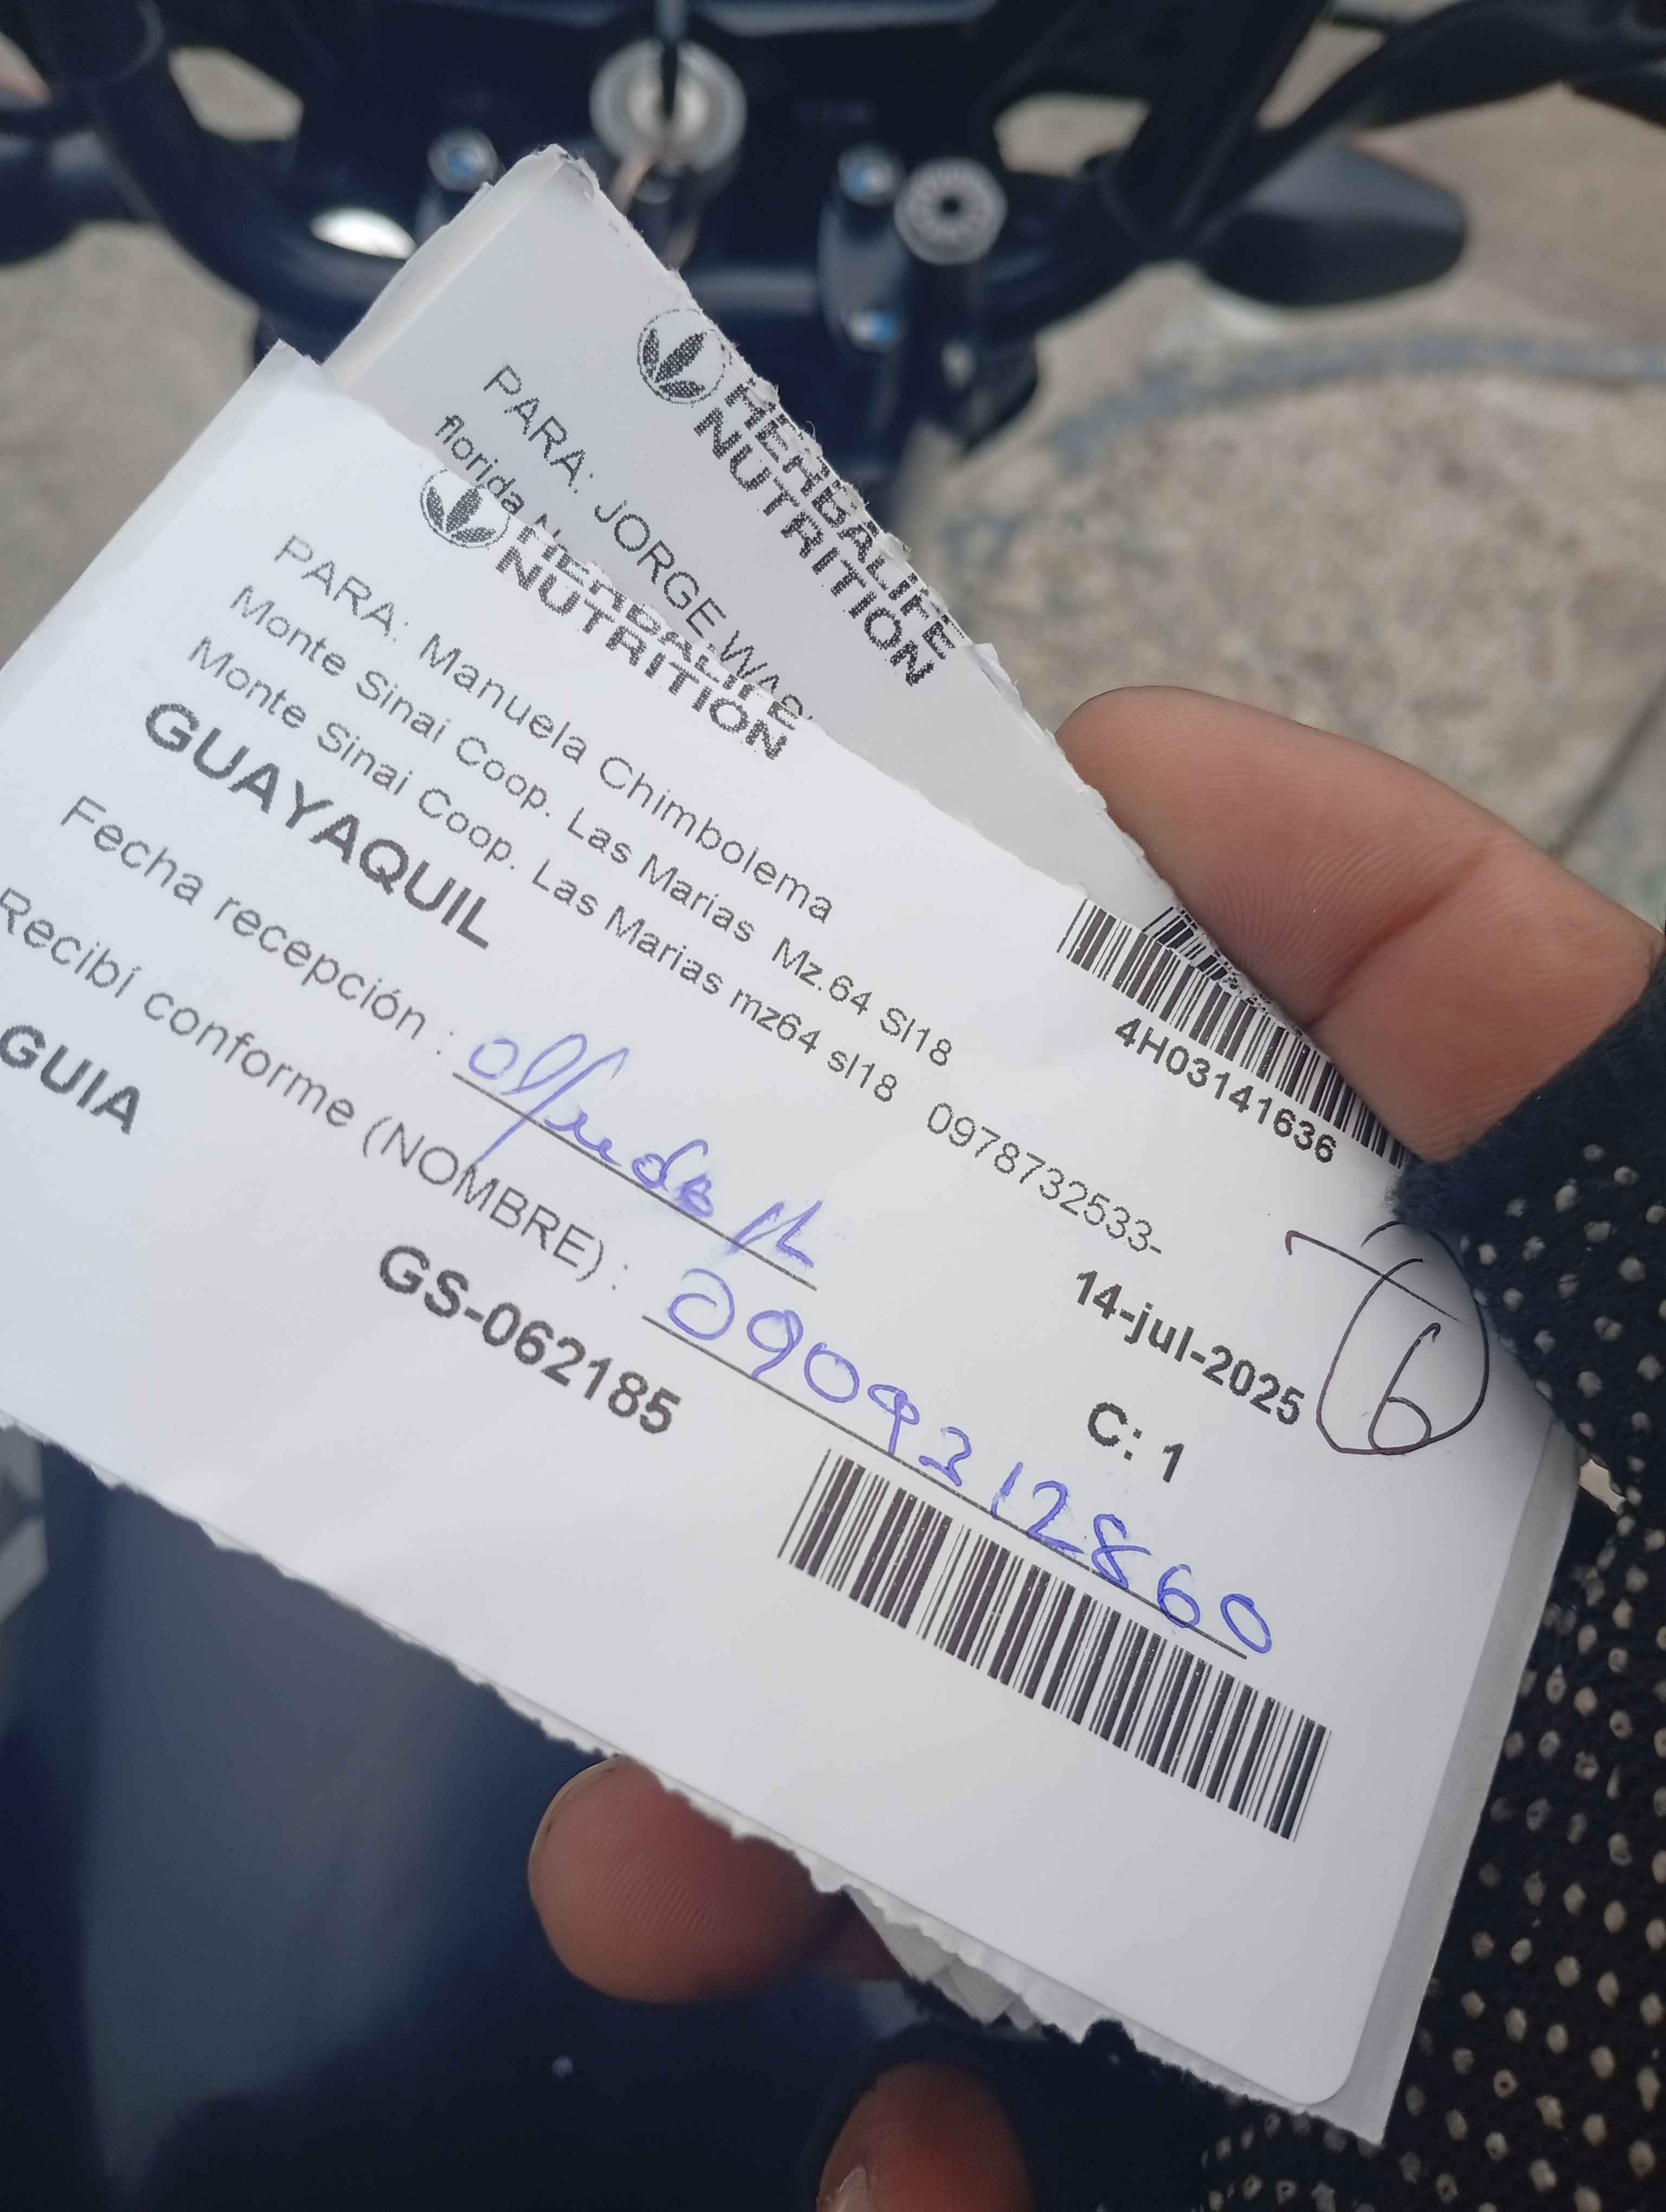 HERBALIFE
NUTRITION
PARA: JORGE
florida
HERBALIFE
NUTRITION
PARA: Manuela Chimbolema
Monte Sinai Coop. Las Marias Mz.64 Sl18
Monte Sinai Coop. Las Marias mz64 sl18 0978732533-
GUAYAQUIL
4H03141636
14-jul-2025
Fecha recepción :
Recibí conforme (NOMBRE) : 0909312860
C: 1
GUIA GS-062185
6